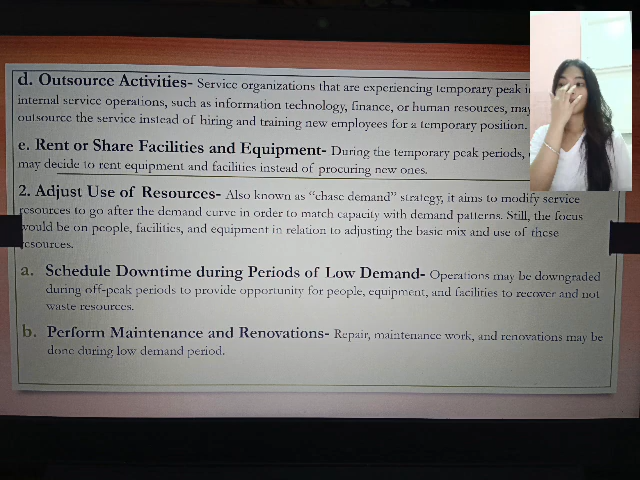 d. Outsource Activities- Service organizations that are experiencing temporary peak
internal service operations, such as information technology, finance, or human resources, may
outsource the service instead of hiring and training new employees for a temporary position.
e. Rent or Share Facilities and Equipment- During the temporary peak periods,
may decide to rent equipment and facilities instead of procuring new ones.
2. Adjust Use of Resources- Also known as “chase demand” strategy, it aims to modify service
resources to go after the demand curve in order to match capacity with demand patterns. Still, the focus
would be on people, facilities, and equipment in relation to adjusting the basic mix and use of these
resources.
a. Schedule Downtime during Periods of Low Demand- Operations may be downgraded
during off-peak periods to provide opportunity for people, equipment, and facilities to recover and not
waste resources.
b. Perform Maintenance and Renovations- Repair, maintenance work, and renovations may be
done during low demand period.